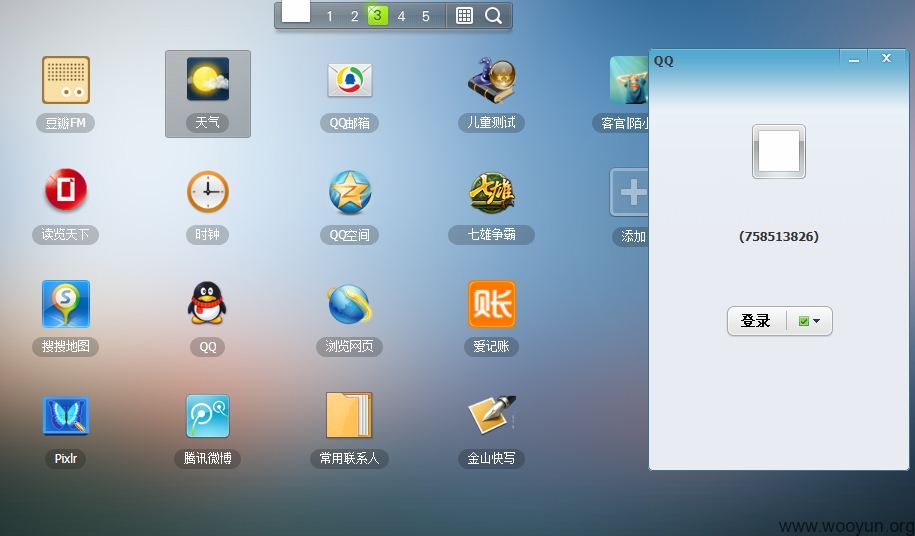 1 2 3 4 5
QQ
豆瓣FM
天气
QQ邮箱
儿童测试
客官|陌小
(758513826)
读览天下
时钟
QQ空间
七雄争霸
添加
登录
搜搜地图
QQ
浏览网页
爱记账
Pixlr
腾讯微博
常用联系人
金山快写
www.wooyun.org